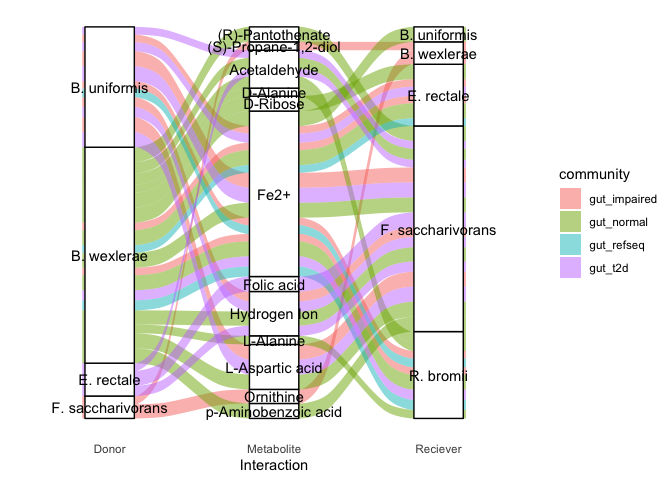 B. uniformis
B. wexlerae
E. rectale
F. saccharivorans
(R)-Pantothenate
(S)-Propane-1,2-diol
Acetaldehyde
D-Alanine
D-Ribose
Fe2+
Folic acid
Hydrogen Ion
L-Alanine
L-Aspartic acid
Ornithine
p-Aminobenzoic acid
B. uniformis
B. wexlerae
E. rectale
F. saccharivorans
R. bromii
Donor
Metabolite
Reciever
Interaction
community
gut_impaired
gut_normal
gut_refseq
gut_t2d